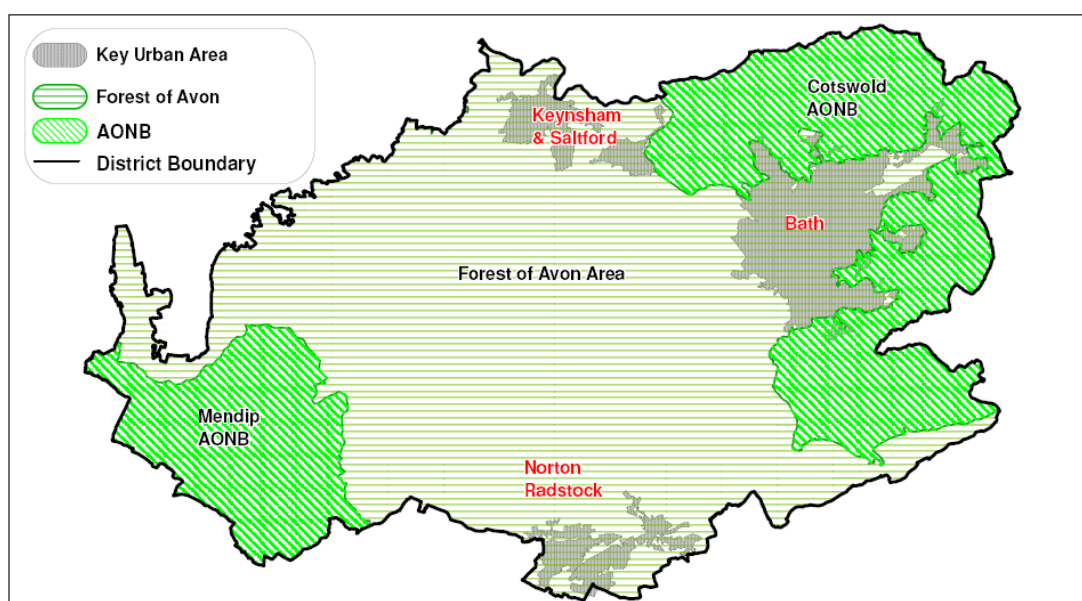 Key Urban Area
Forest of Avon
AONB
District Boundary
Cotswold
AONB
Keynsham
& Saltford
Bath
Forest of Avon Area
Mendip
AONB
Norton
Radstock